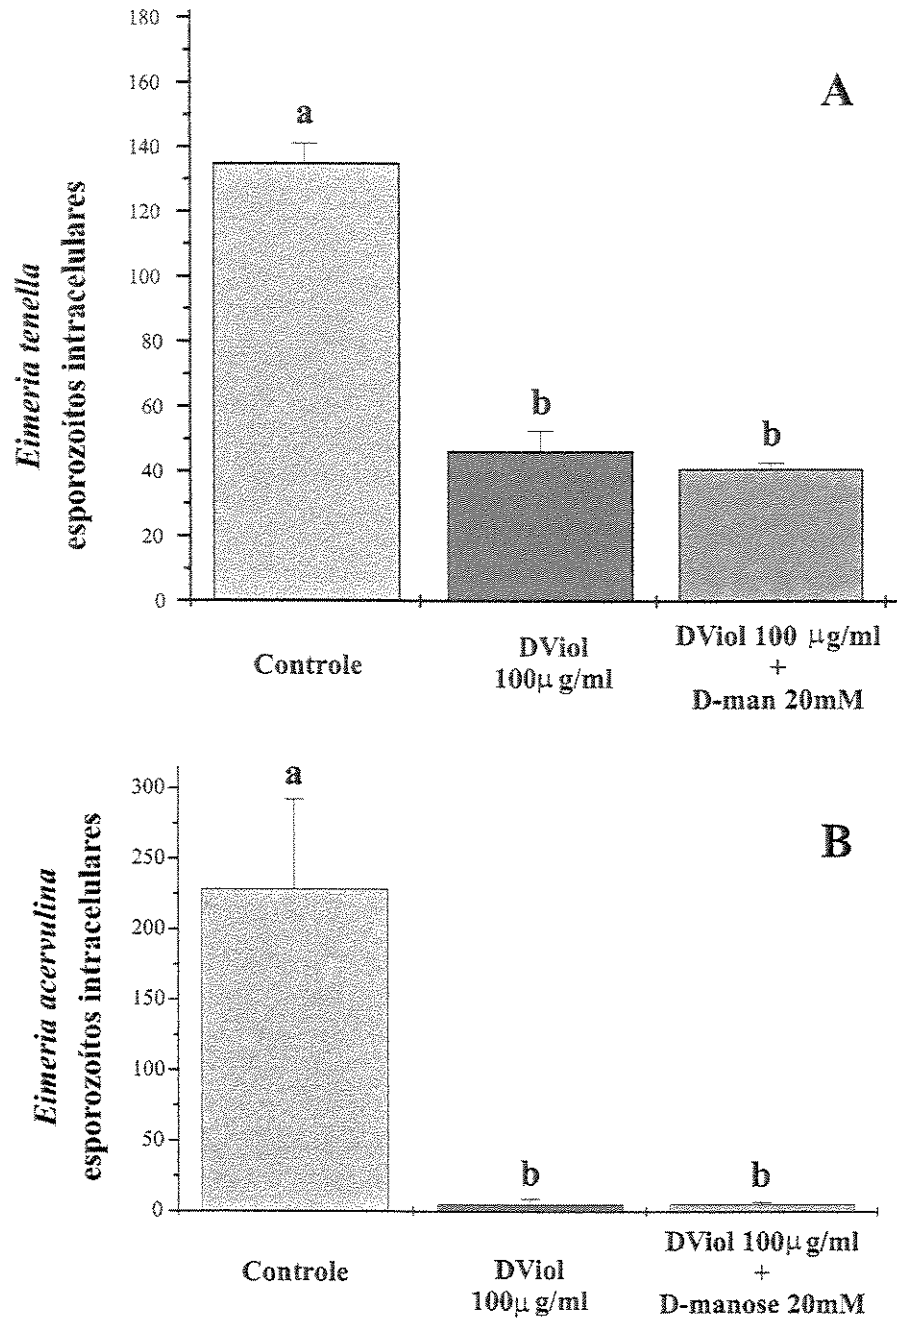 A
180
160
140
120
100
80
60
40
20
0
Eimeria tenella
esporozoítos intracelulares
a
b
b
Controle
DViol
100μ g/ml
DViol 100 μg/ml
+
D-man 20mM
B
300
250
200
150
100
50
0
Eimeria acervulina
esporozoítos intracelulares
a
b
b
Controle
DViol
100μ g/ml
DViol 100μ g/ml
+
D-manose 20mM